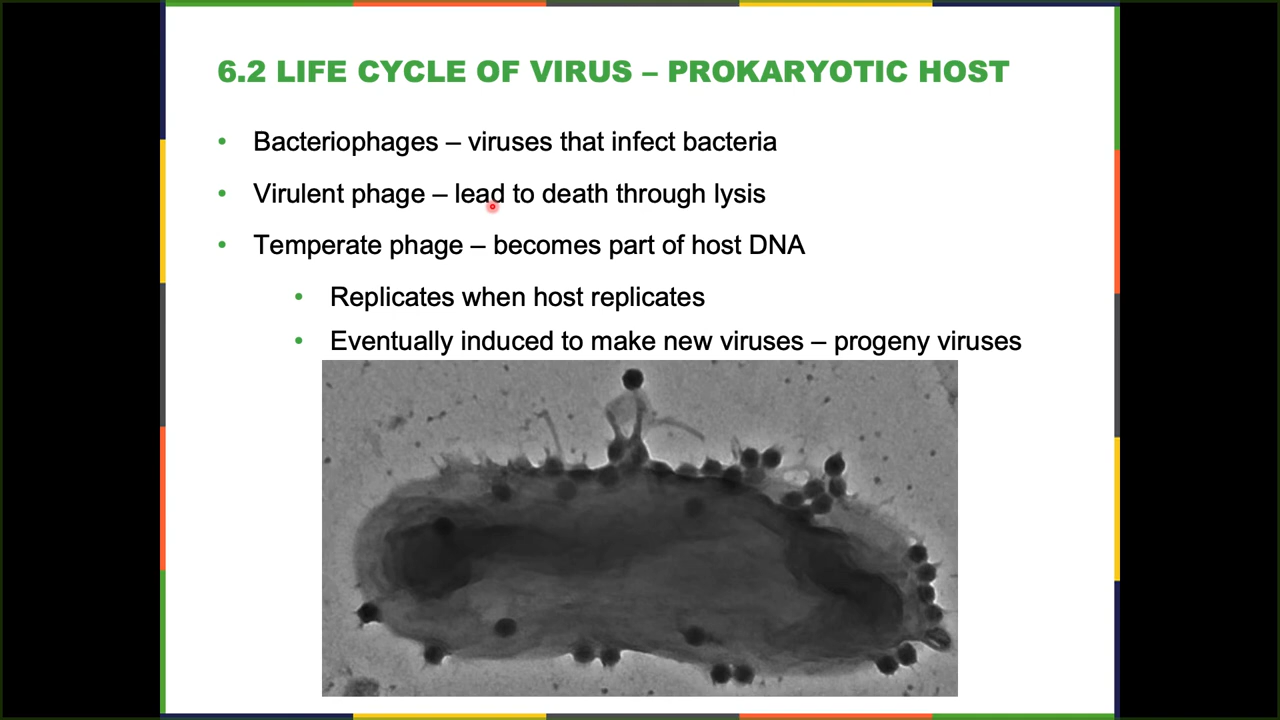 6.2 LIFE CYCLE OF VIRUS – PROKARYOTIC HOST
• Bacteriophages – viruses that infect bacteria
• Virulent phage – lead to death through lysis
• Temperate phage – becomes part of host DNA
• Replicates when host replicates
• Eventually induced to make new viruses – progeny viruses